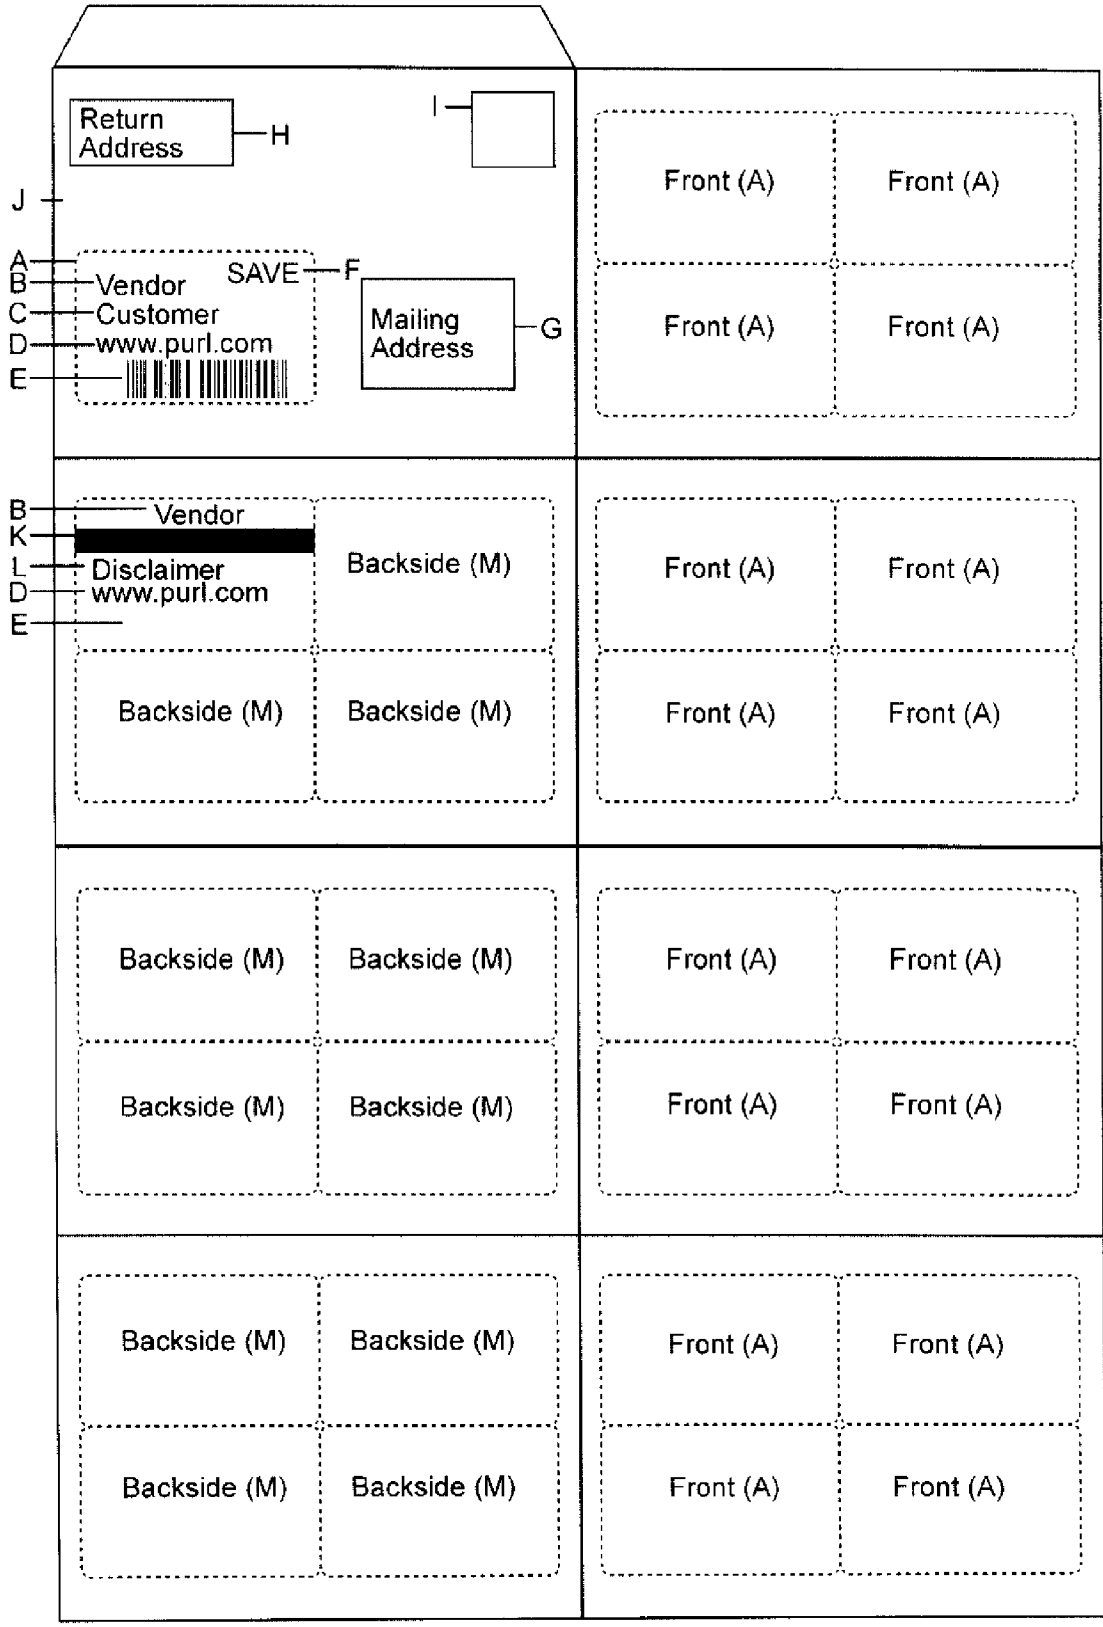 Return
Address
H
I
J
A
B
Vendor
SAVE
F
C
Customer
D
www.purl.com
E
Mailing
Address
G
Front (A) Front (A)
Front (A) Front (A)
B
Vendor
K
L
Disclaimer
D
www.purl.com
E
Backside (M)
Backside (M) Backside (M)
Front (A) Front (A)
Front (A) Front (A)
Backside (M) Backside (M)
Backside (M) Backside (M)
Front (A) Front (A)
Front (A) Front (A)
Backside (M) Backside (M)
Backside (M) Backside (M)
Front (A) Front (A)
Front (A) Front (A)